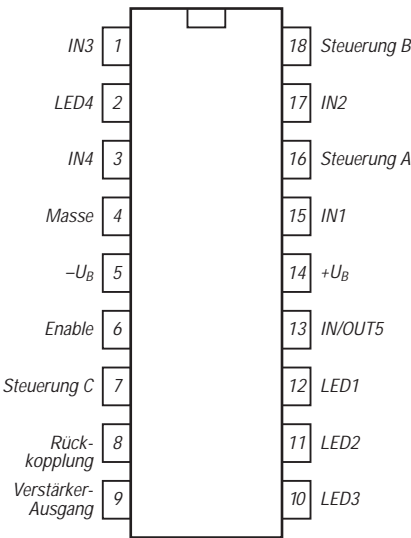 IN3 1 18 Steuerung B
LED4 2 17 IN2
IN4 3 16 Steuerung A
Masse 4 15 IN1
–U_B 5 14 +U_B
Enable 6 13 IN/OUT5
Steuerung C 7 12 LED1
Rück-
kopplung 8 11 LED2
Verstärker-
Ausgang 9 10 LED3